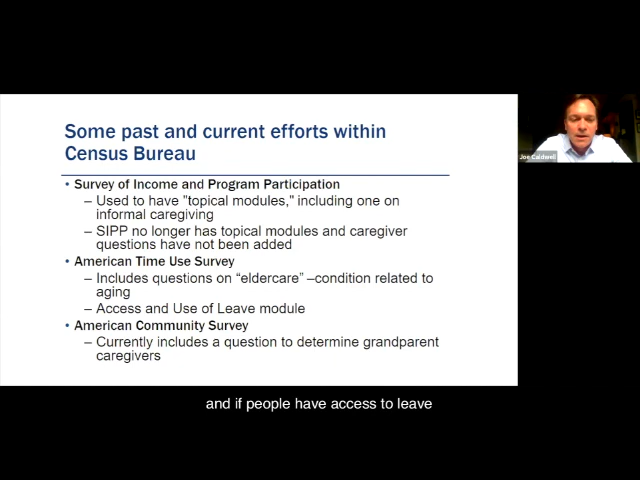 Some past and current efforts within
Census Bureau
• Survey of Income and Program Participation
– Used to have "topical modules," including one on
informal caregiving
– SIPP no longer has topical modules and caregiver
questions have not been added
• American Time Use Survey
– Includes questions on “eldercare” –condition related to
aging
– Access and Use of Leave module
• American Community Survey
– Currently includes a question to determine grandparent
caregivers
Joe Caldwell
and if people have access to leave